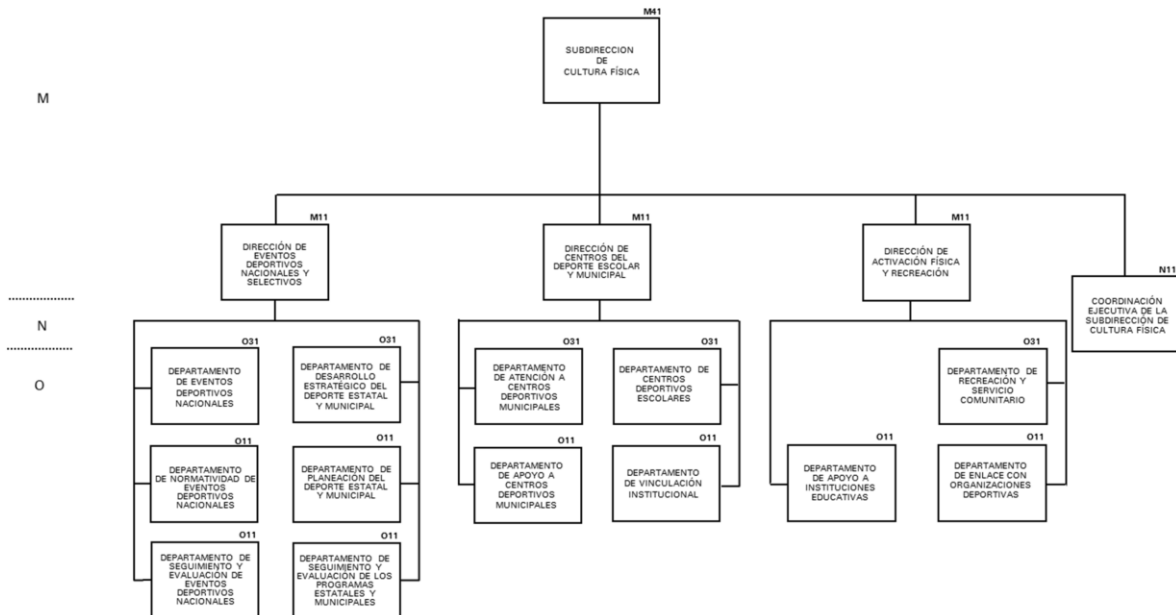 M41
SUBDIRECCION
DE
CULTURA FÍSICA
M
M11
DIRECCIÓN DE
EVENTOS
DEPORTIVOS
NACIONALES Y
SELECTIVOS
M11
DIRECCIÓN DE
CENTROS DEL
DEPORTE ESCOLAR
Y MUNICIPAL
M11
DIRECCIÓN DE
ACTIVACIÓN FÍSICA
Y RECREACIÓN
N11
COORDINACIÓN
EJECUTIVA DE LA
SUBDIRECCIÓN DE
CULTURA FÍSICA
N
O
O31
DEPARTAMENTO
DE EVENTOS
DEPORTIVOS
NACIONALES
O31
DEPARTAMENTO DE
DESARROLLO
ESTRATÉGICO DEL
DEPORTE ESTATAL
Y MUNICIPAL
O31
DEPARTAMENTO
DE ATENCIÓN A
CENTROS
DEPORTIVOS
MUNICIPALES
O31
DEPARTAMENTO DE
CENTROS
DEPORTIVOS
ESCOLARES
O31
DEPARTAMENTO DE
RECREACIÓN Y
SERVICIO
COMUNITARIO
O11
DEPARTAMENTO
DE NORMATIVIDAD DE
EVENTOS
DEPORTIVOS
NACIONALES
O11
DEPARTAMENTO DE
PLANEACIÓN DEL
DEPORTE ESTATAL
Y MUNICIPAL
O11
DEPARTAMENTO
DE APOYO A
CENTROS
DEPORTIVOS
MUNICIPALES
O11
DEPARTAMENTO
DE VINCULACIÓN
INSTITUCIONAL
O11
DEPARTAMENTO
DE APOYO A
INSTITUCIONES
EDUCATIVAS
O11
DEPARTAMENTO
DE ENLACE CON
ORGANIZACIONES
DEPORTIVAS
O11
DEPARTAMENTO DE
SEGUIMIENTO Y
EVALUACIÓN DE
EVENTOS
DEPORTIVOS
NACIONALES
O11
DEPARTAMENTO DE
SEGUIMIENTO Y
EVALUACIÓN DE LOS
PROGRAMAS
ESTATALES Y
MUNICIPALES